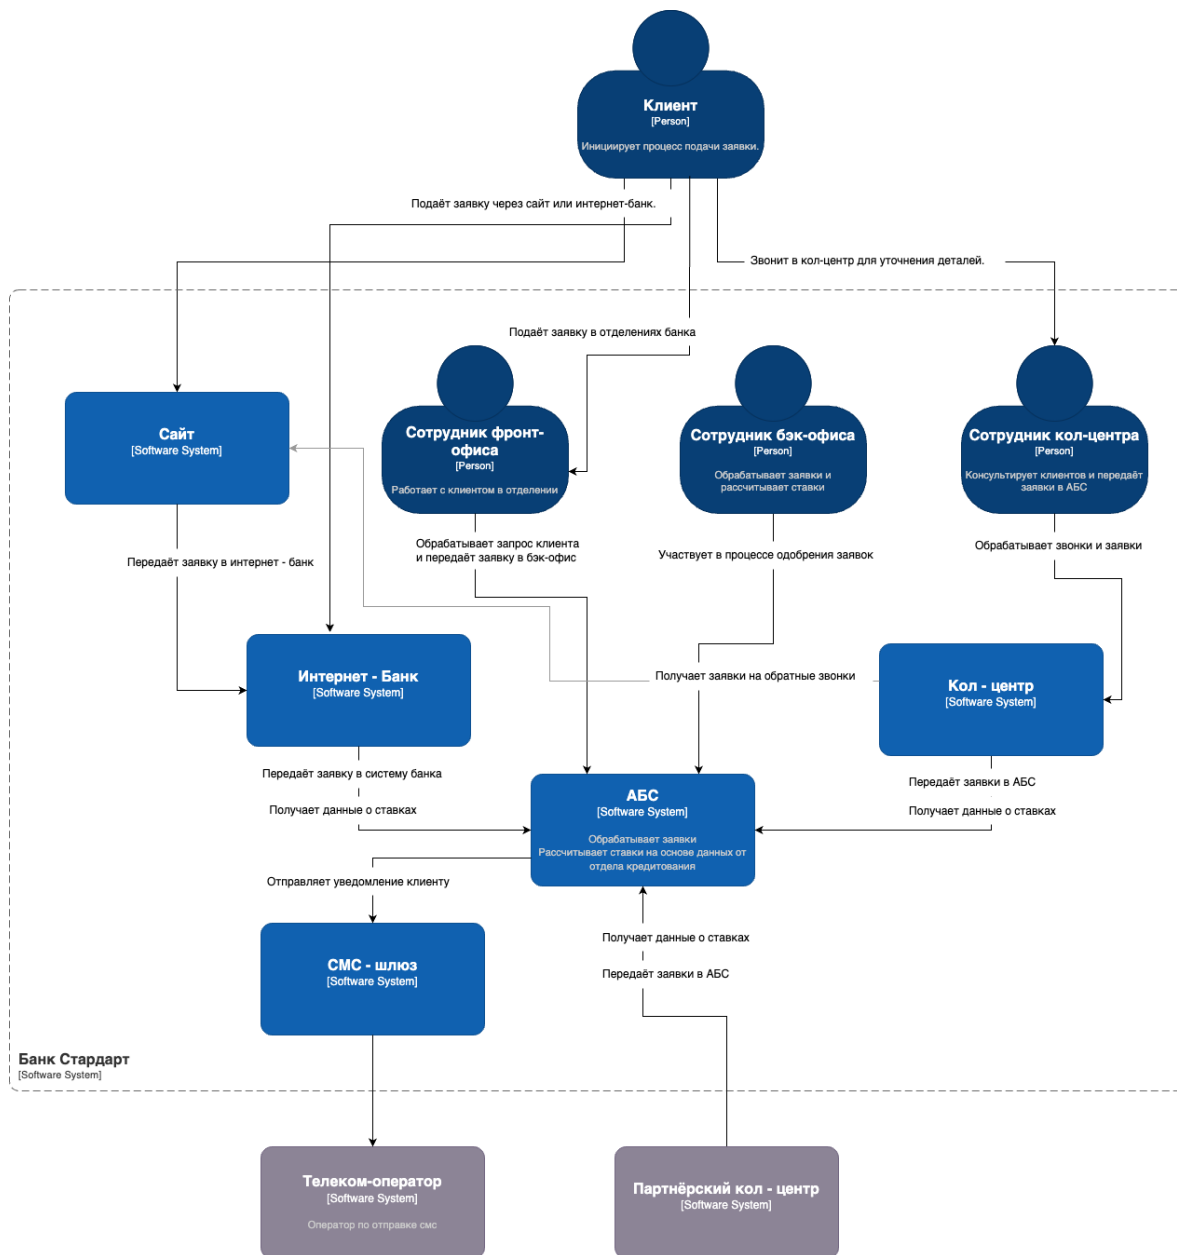 Клиент
[Person]
Инициирует процесс подачи заявки.
Подаёт заявку через сайт или интернет-банк.
Звонит в кол-центр для уточнения деталей.
Подаёт заявку в отделениях банка
Сайт
[Software System]
Сотрудник фронт-
офиса
[Person]
Работает с клиентом в отделении
Сотрудник бэк-офиса
[Person]
Обрабатывает заявки и
рассчитывает ставки
Сотрудник кол-центра
[Person]
Консультирует клиентов и передаёт
заявки в АБС
Передаёт заявку в интернет - банк
Обрабатывает запрос клиента
и передаёт заявку в бэк-офис
Участвует в процессе одобрения заявок
Обрабатывает звонки и заявки
Интернет - Банк
[Software System]
Получает заявки на обратные звонки
Кол - центр
[Software System]
Передаёт заявку в систему банка
Получает данные о ставках
АБС
[Software System]
Обрабатывает заявки
Рассчитывает ставки на основе данных от
отдела кредитования
Передаёт заявки в АБС
Получает данные о ставках
Отправляет уведомление клиенту
СМС - шлюз
[Software System]
Получает данные о ставках
Передаёт заявки в АБС
Банк Стардарт
[Software System]
Телеком-оператор
[Software System]
Оператор по отправке смс
Партнёрский кол - центр
[Software System]